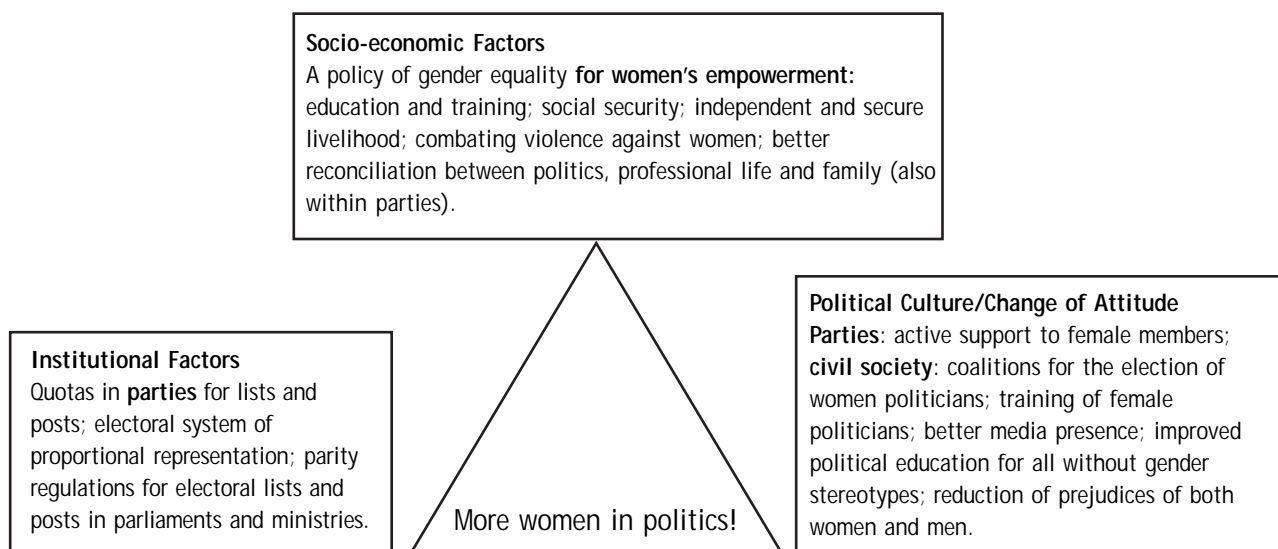 Socio-economic Factors
A policy of gender equality for women's empowerment:
education and training; social security; independent and secure
livelihood; combating violence against women; better
reconciliation between politics, professional life and family (also
within parties).
Institutional Factors
Quotas in parties for lists and
posts; electoral system of
proportional representation; parity
regulations for electoral lists and
posts in parliaments and ministries.
More women in politics!
Political Culture/Change of Attitude
Parties: active support to female members;
civil society: coalitions for the election of
women politicians; training of female
politicians; better media presence; improved
political education for all without gender
stereotypes; reduction of prejudices of both
women and men.